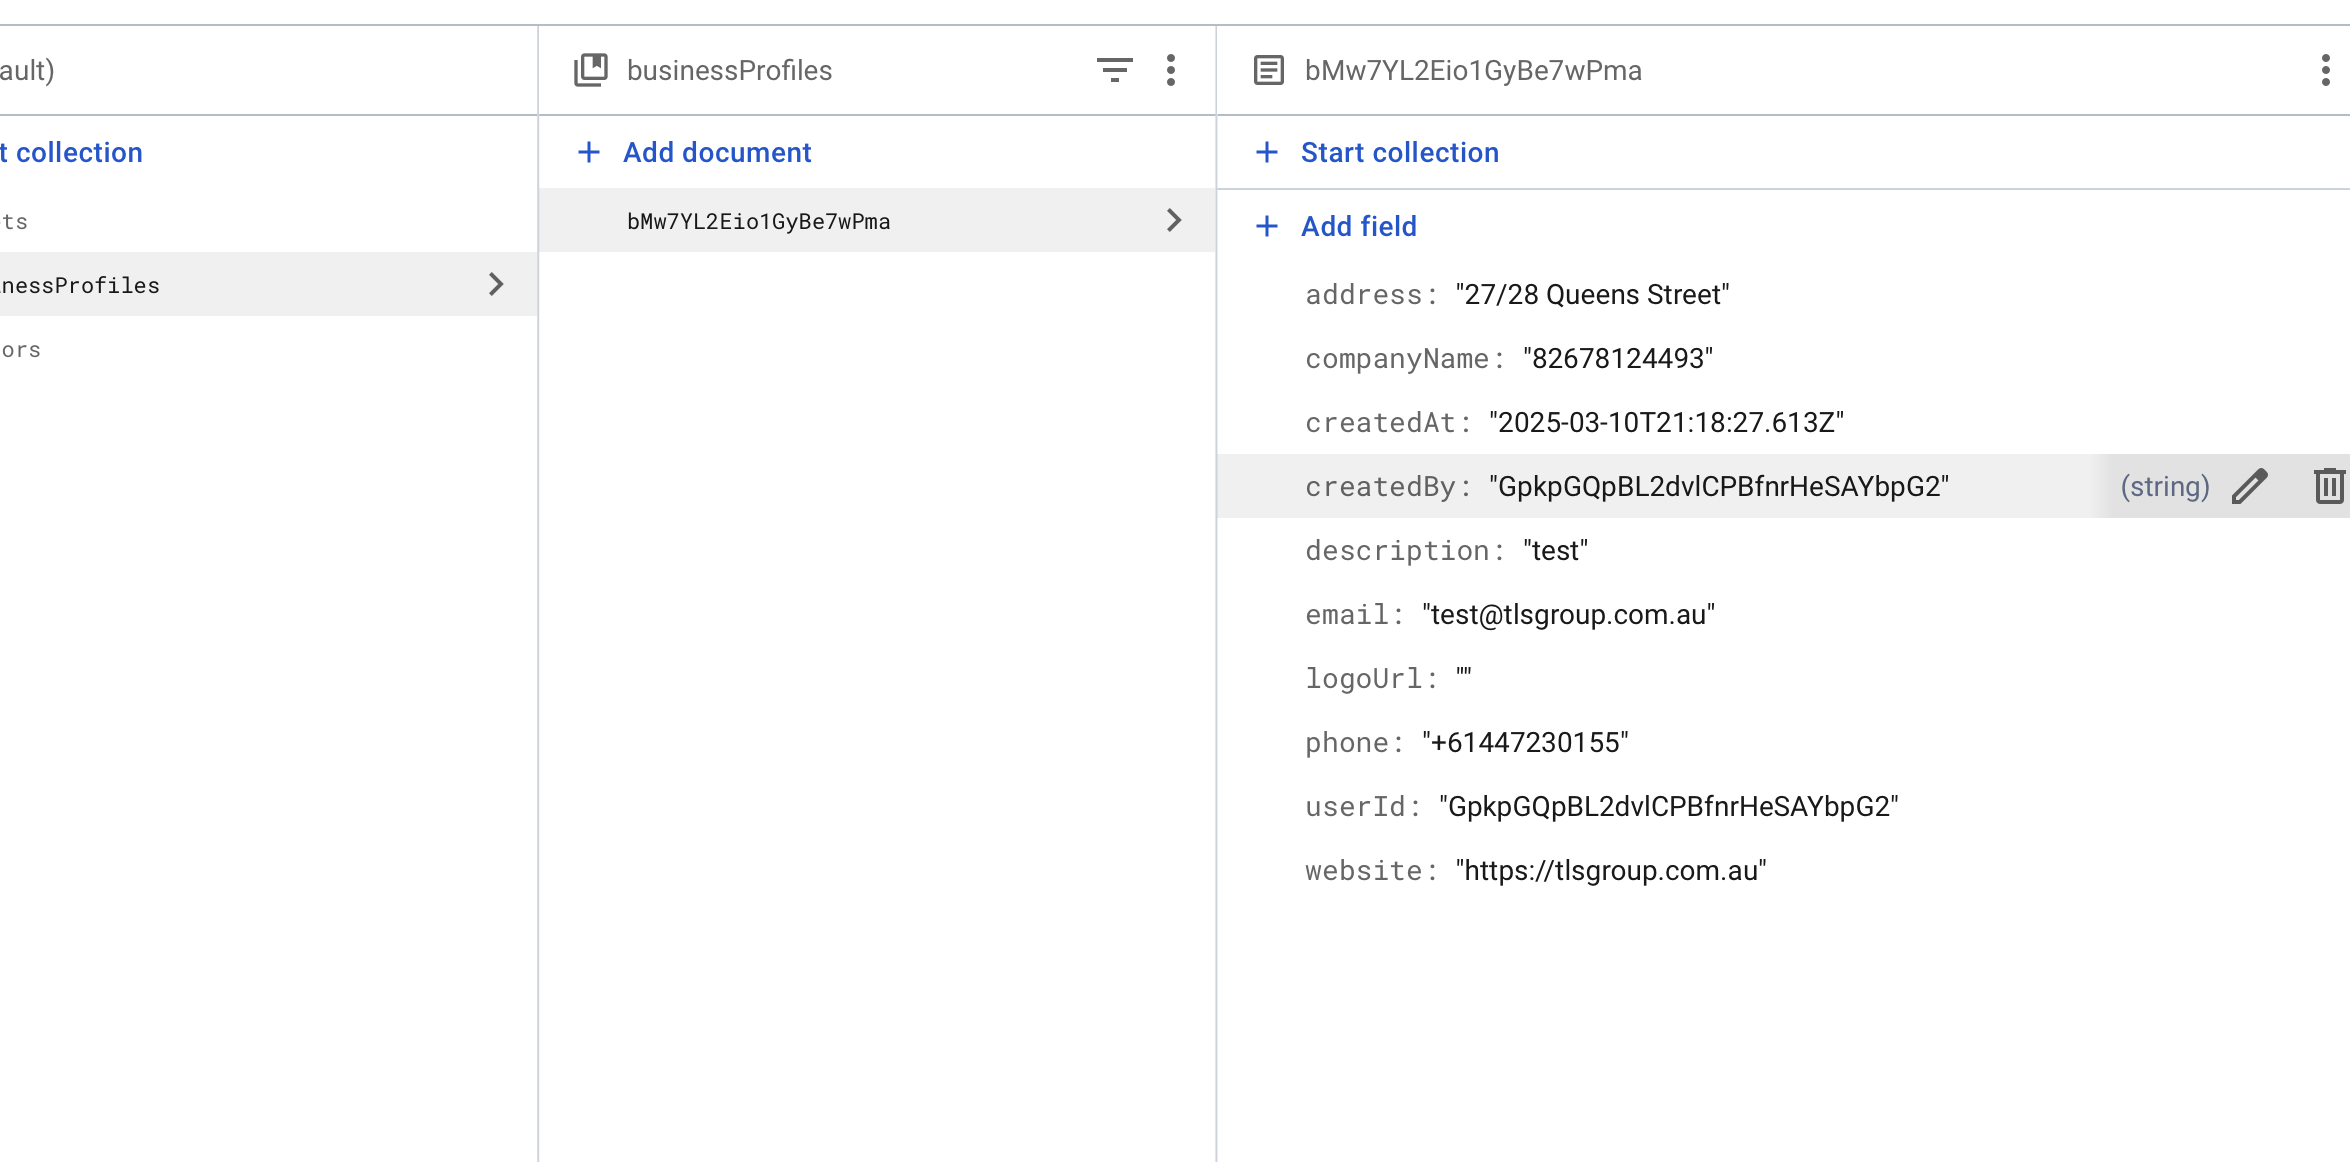 ault)
businessProfiles
bMw7YL2Eio1GyBe7wPma
t collection
Add document
Start collection
ts
bMw7YL2Eio1GyBe7wPma
Add field
nessProfiles
address: "27/28 Queens Street"
ors
companyName: "82678124493"
createdAt: "2025-03-10T21:18:27.613Z"
createdBy: "GpkpGQpBL2dvlCPBfnrHeSAYbpG2" (string)
description: "test"
email: "test@tlsgroup.com.au"
logoUrl: ""
phone: "+61447230155"
userId: "GpkpGQpBL2dvlCPBfnrHeSAYbpG2"
website: "https://tlsgroup.com.au"